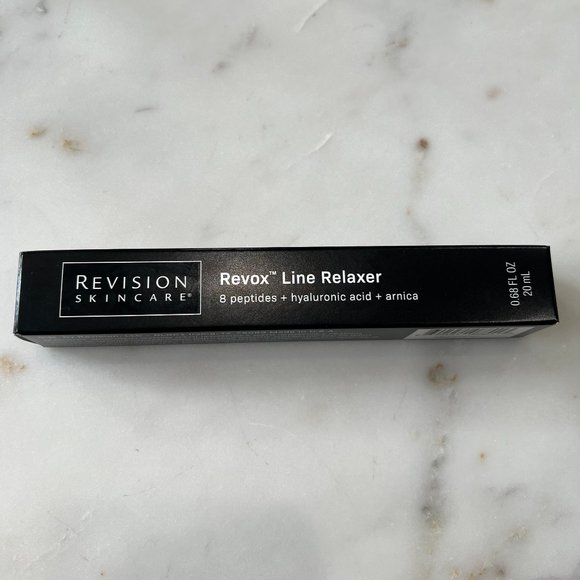 REVISION
SKINCARE®
Revox™ Line Relaxer
8 peptides + hyaluronic acid + arnica
0.68 FL OZ
20 mL